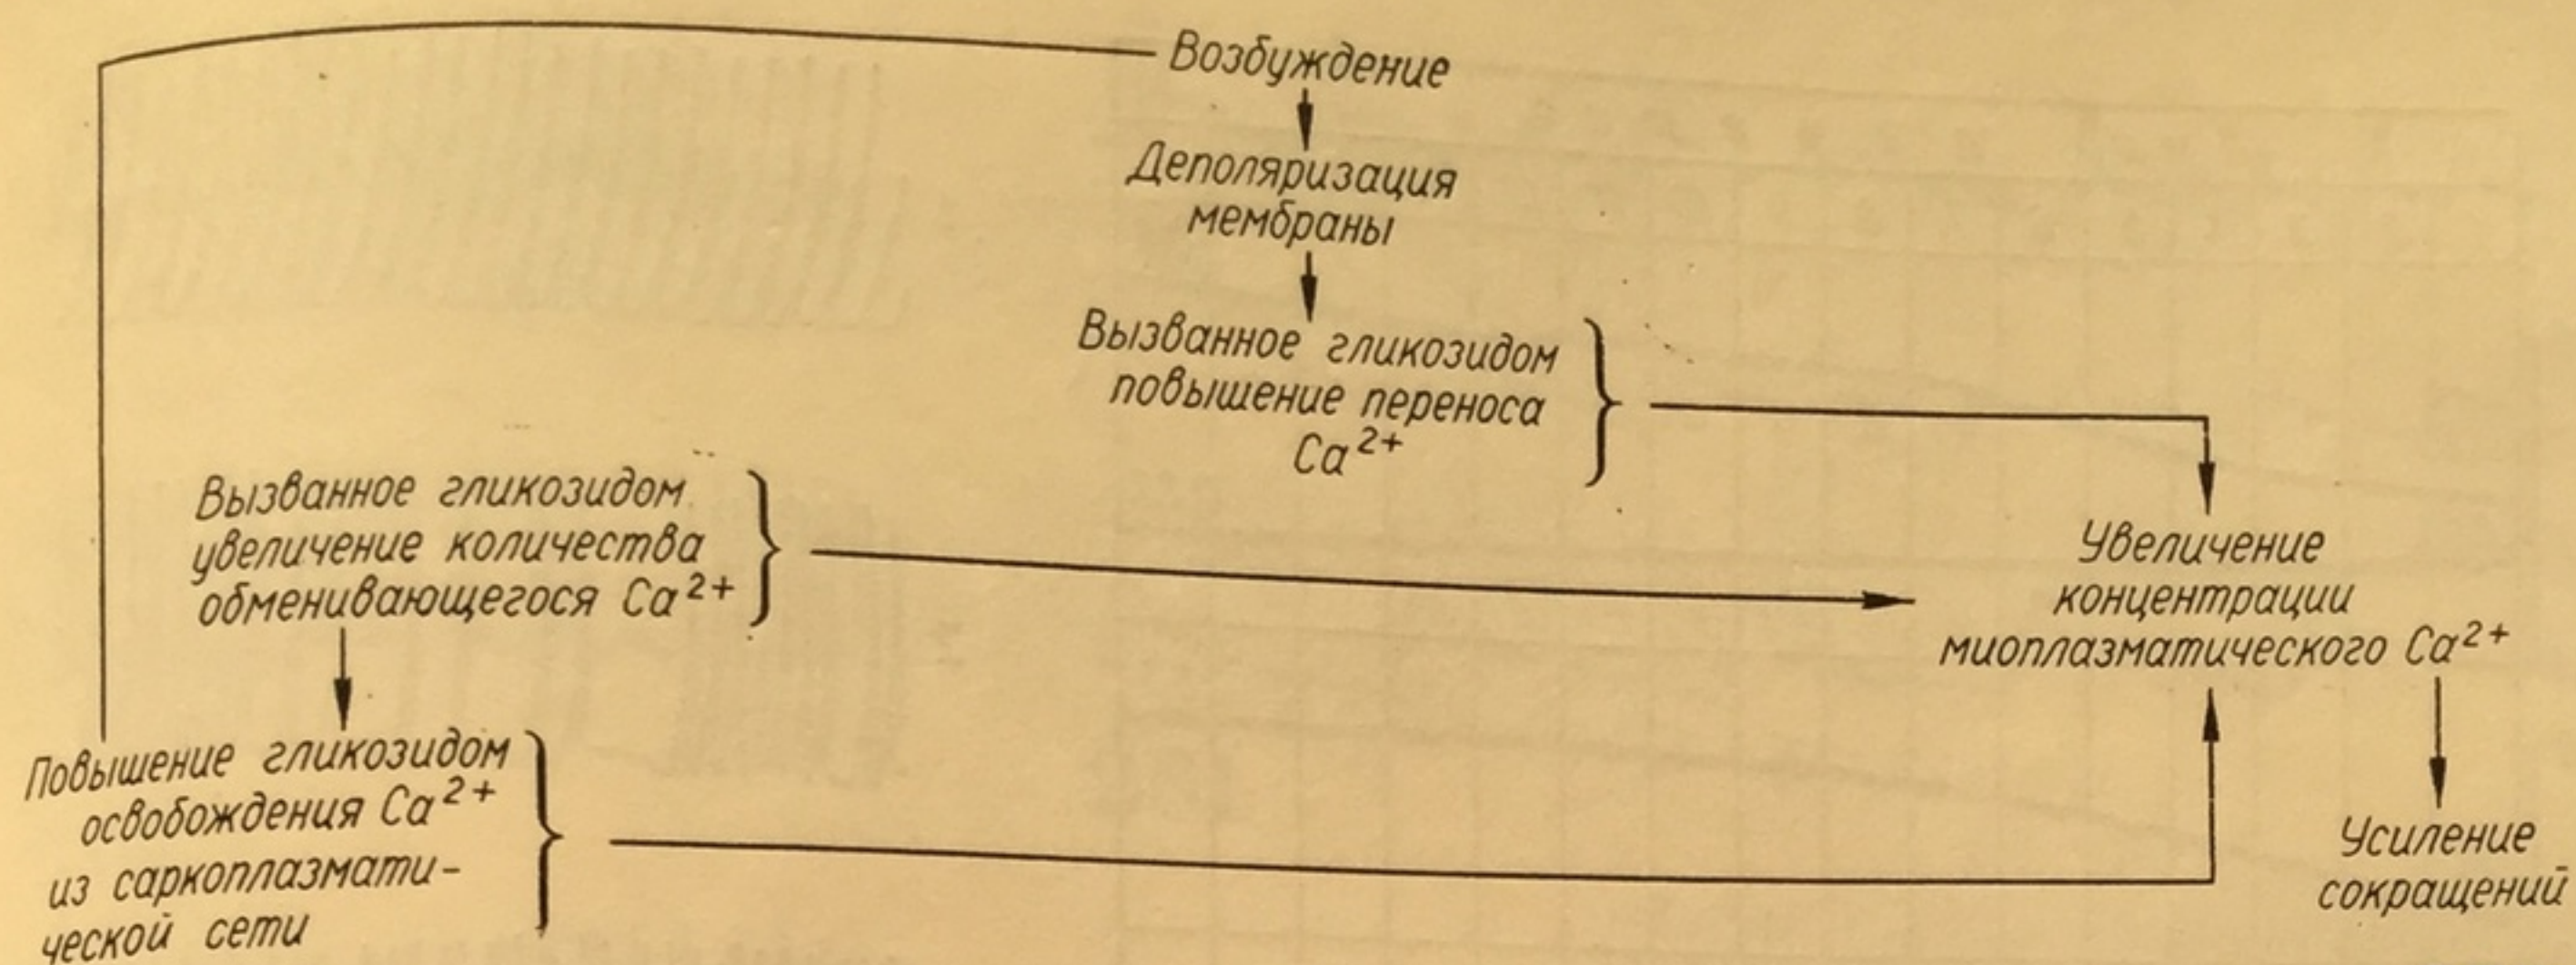 Возбуждение
Деполяризация
мембраны
Вызванное гликозидом
повышение переноса
Ca²⁺
Вызванное гликозидом
увеличение количества
обменивающегося Ca²⁺
Увеличение
концентрации
миоплазматического Ca²⁺
Повышение гликозидом
освобождения Ca²⁺
из саркоплазмати-
ческой сети
Усиление
сокращений